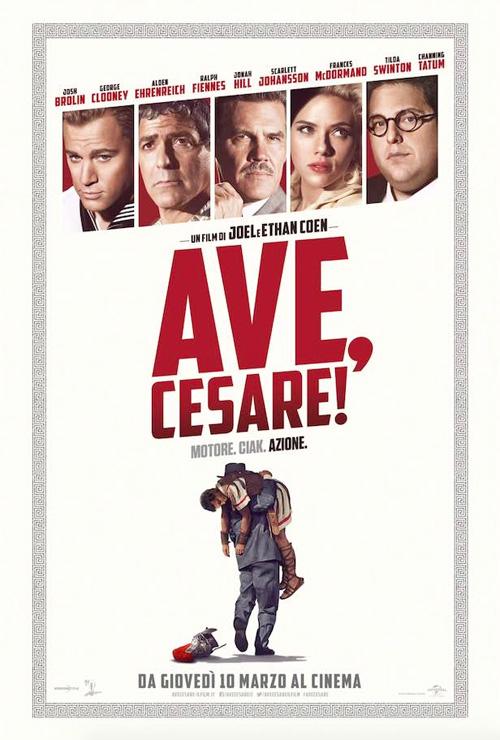 JOSH BROLIN GEORGE CLOONEY ALDEN EHRENREICH RALPH FIENNES JONAH HILL SCARLETT JOHANSSON FRANCES McDORMAND TILDA SWINTON CHANNING TATUM
UN FILM DI JOEL E ETHAN COEN
AVE,
CESARE!
MOTORE. CIAK. AZIONE.
DA GIOVEDÌ 10 MARZO AL CINEMA